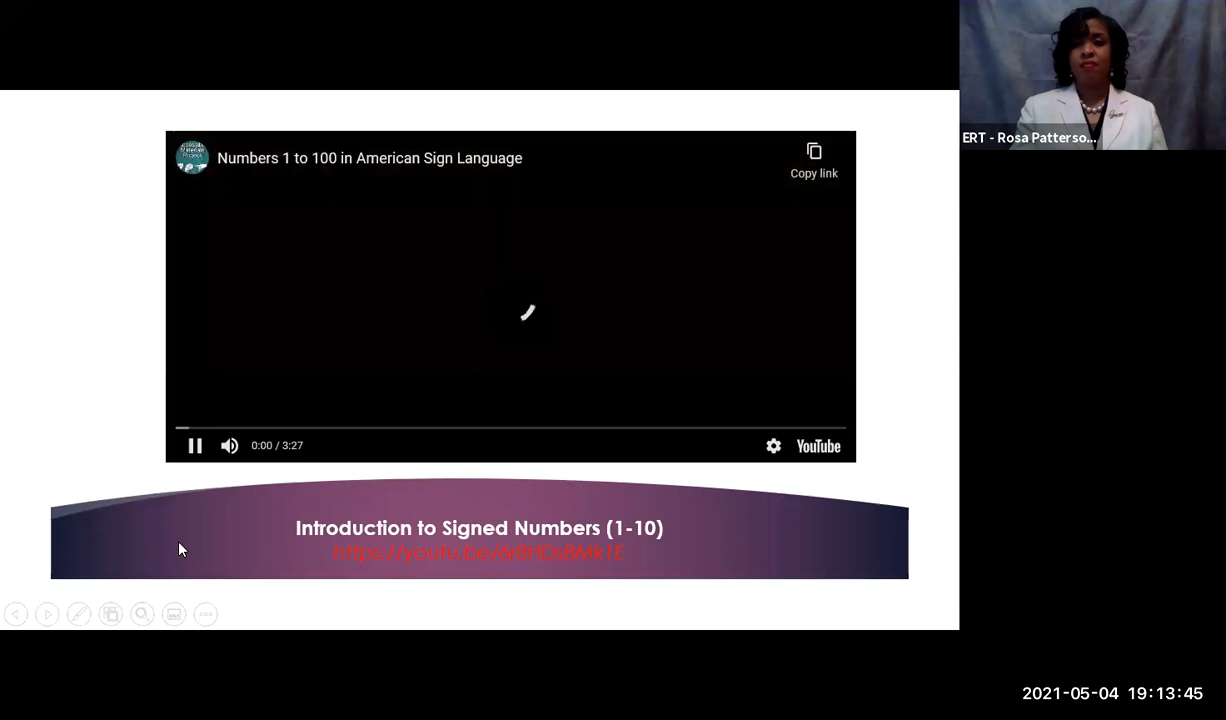 Numbers 1 to 100 in American Sign Language
Copy link
ERT - Rosa Patterso...
0:00 / 3:27
YouTube
Introduction to Signed Numbers (1-10)
2021-05-04 19:13:45